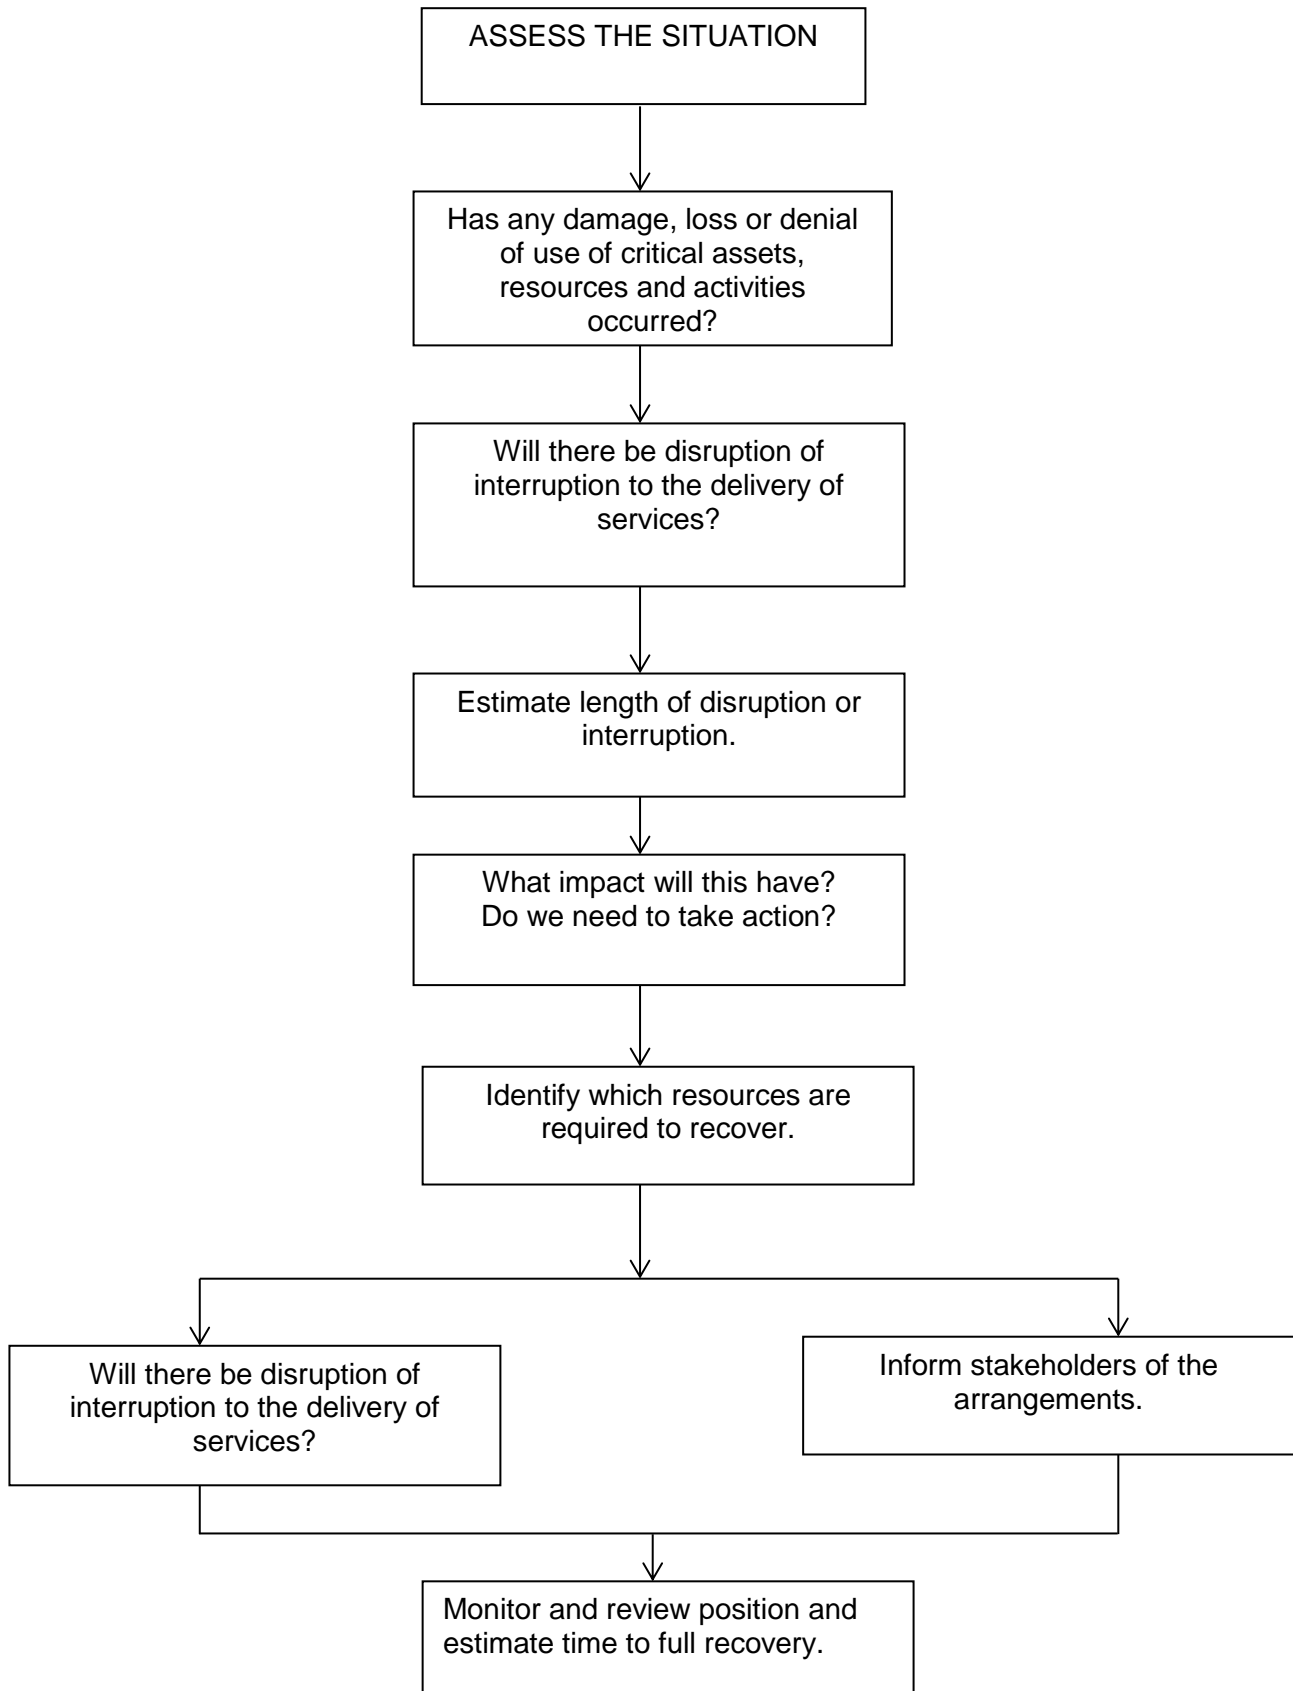 ASSESS THE SITUATION
Has any damage, loss or denial
of use of critical assets,
resources and activities
occurred?
Will there be disruption of
interruption to the delivery of
services?
Estimate length of disruption or
interruption.
What impact will this have?
Do we need to take action?
Identify which resources are
required to recover.
Will there be disruption of
interruption to the delivery of
services?
Inform stakeholders of the
arrangements.
Monitor and review position and
estimate time to full recovery.